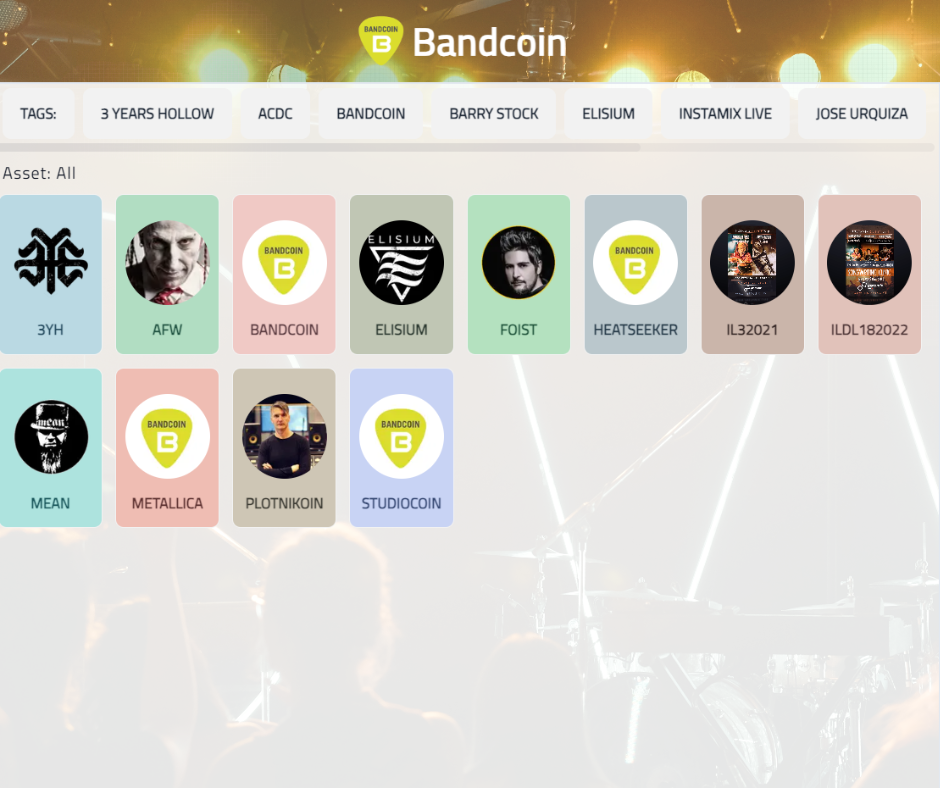 BANDCOIN
B
Bandcoin
TAGS:
3 YEARS HOLLOW
ACDC
BANDCOIN
BARRY STOCK
ELISIUM
INSTAMIX LIVE
JOSE URQUIZA
Asset: All
3YH
AFW
BANDCOIN
B
BANDCOIN
ELISIUM
ELISIUM
FOIST
BANDCOIN
B
HEATSEEKER
IL32021
ILDL182022
mean
MEAN
BANDCOIN
B
METALLICA
PLOTNIKOIN
BANDCOIN
B
STUDIOCOIN